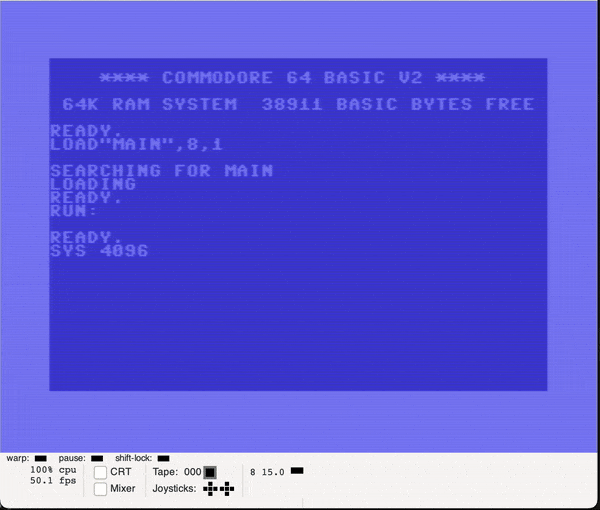 **** COMMODORE 64 BASIC V2 ****
64K RAM SYSTEM  38911 BASIC BYTES FREE
READY.
LOAD"MAIN",8,1
SEARCHING FOR MAIN
LOADING
READY.
RUN:
READY.
SYS 4096
warp: pause: shift-lock:
100% cpu
50.1 fps
CRT
Mixer
Tape: 000
Joysticks:
8 15.0